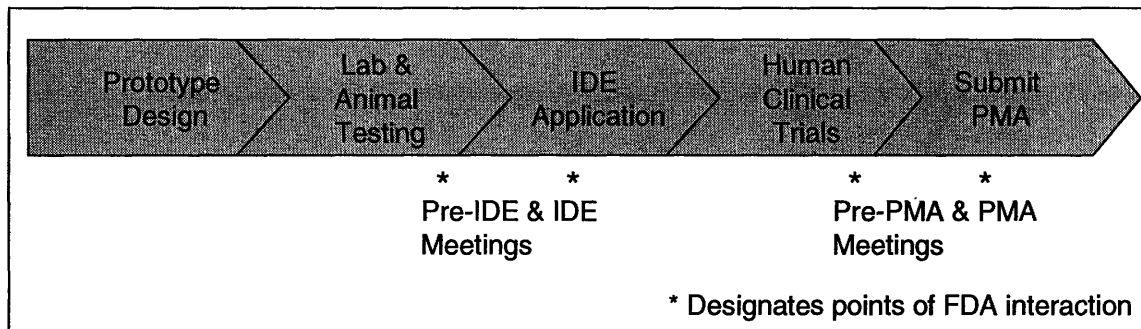 Prototype
Design
Lab &
Animal
Testing
IDE
Application
Human
Clinical
Trials
Submit
PMA
* *
Pre-IDE & IDE
Meetings
* *
Pre-PMA & PMA
Meetings
* Designates points of FDA interaction